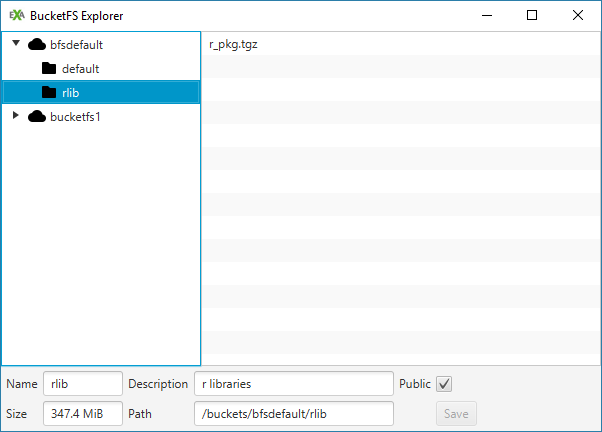 EXA BucketFS Explorer
bfsdefault
default
rlib
bucketfs1
r_pkg.tgz
Name rlib Description r libraries Public
Size 347.4 MiB Path /buckets/bfsdefault/rlib Save